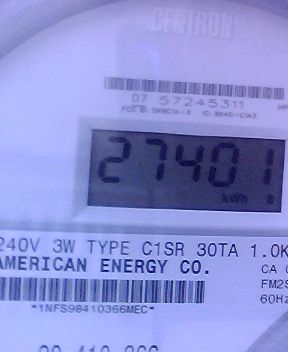 CENTRON
07 57245311
27401
kWh
240V 3W TYPE C1SR 30TA 1.0K
AMERICAN ENERGY CO.
CA
FM2S
60Hz
*1NFS98410366MEC*